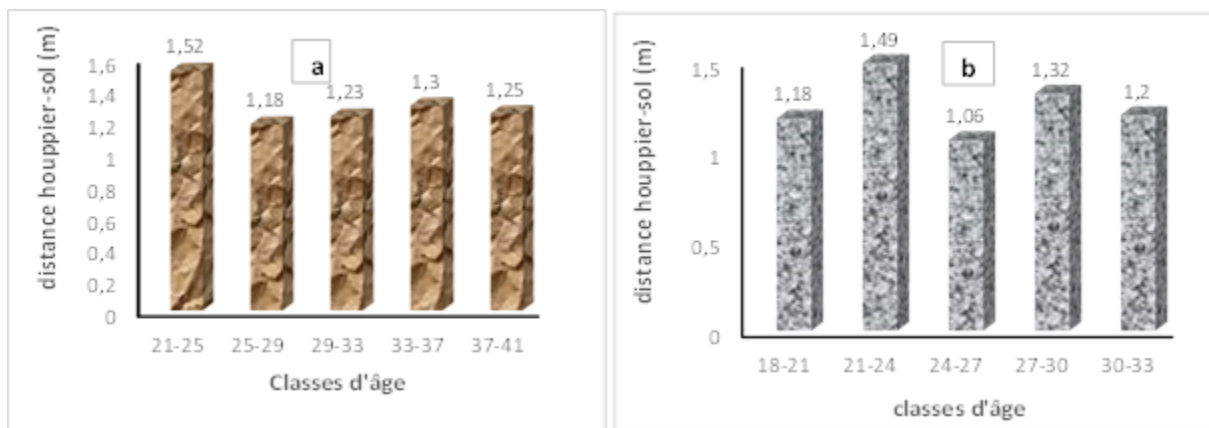 a
distance houppier-sol (m)
1,6
1,4
1,2
1
0,8
0,6
0,4
0,2
0
1,52
1,18
1,23
1,3
1,25
21-25 25-29 29-33 33-37 37-41
Classes d'âge
b
distance houppier-sol (m)
1,5
1
0,5
0
1,18
1,49
1,06
1,32
1,2
18-21 21-24 24-27 27-30 30-33
classes d'âge